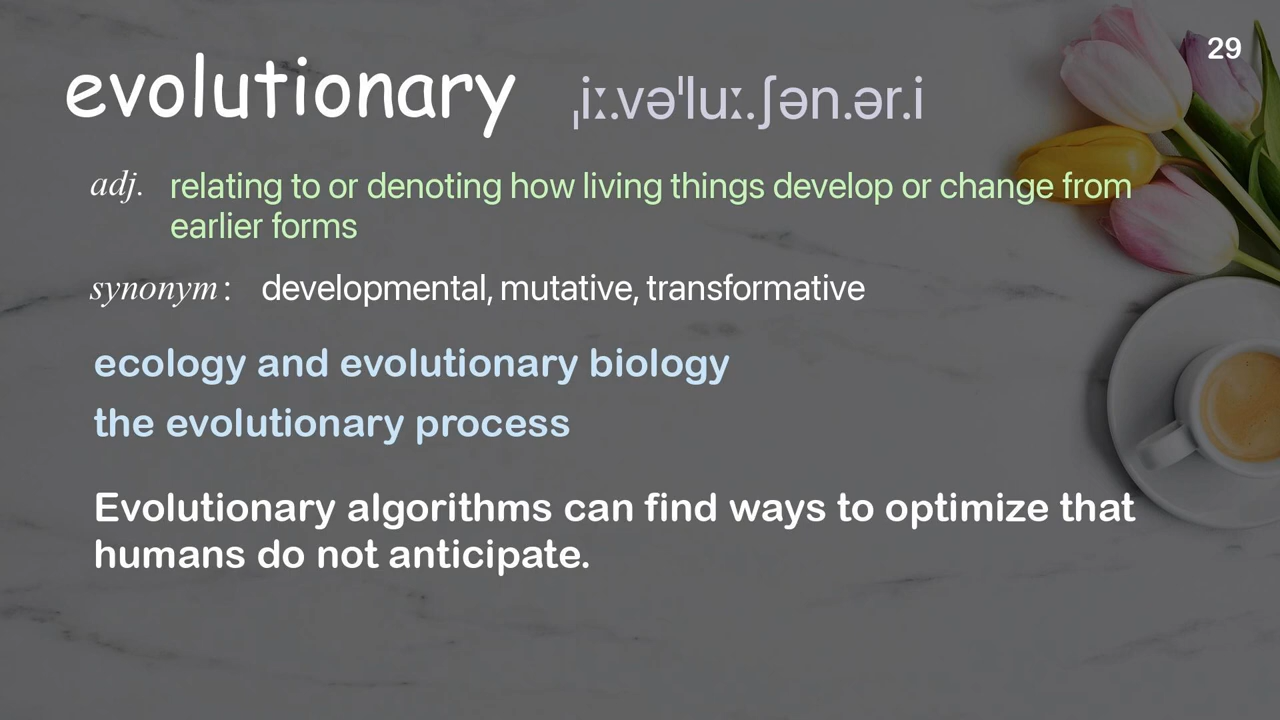 29
evolutionary ˌiː.vəˈluː.ʃən.ər.i
adj. relating to or denoting how living things develop or change from
earlier forms
synonym : developmental, mutative, transformative
ecology and evolutionary biology
the evolutionary process
Evolutionary algorithms can find ways to optimize that
humans do not anticipate.